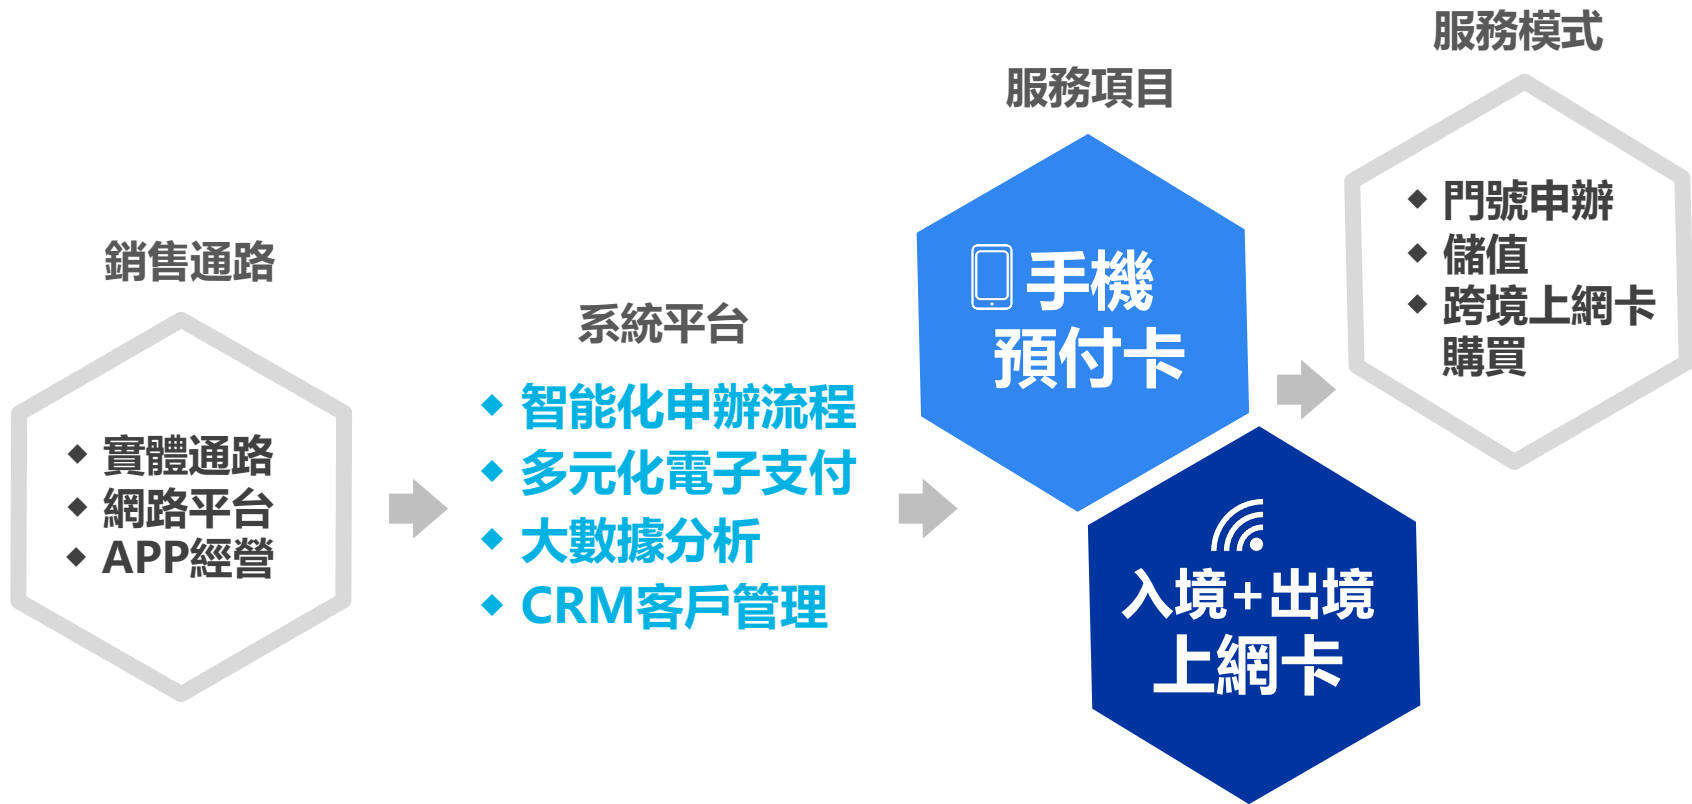 銷售通路
◆ 實體通路
◆ 網路平台
◆ APP經營
系統平台
◆ 智能化申辦流程
◆ 多元化電子支付
◆ 大數據分析
◆ CRM客戶管理
服務項目
手機
預付卡
入境+出境
上網卡
服務模式
◆ 門號申辦
◆ 儲值
◆ 跨境上網卡
購買